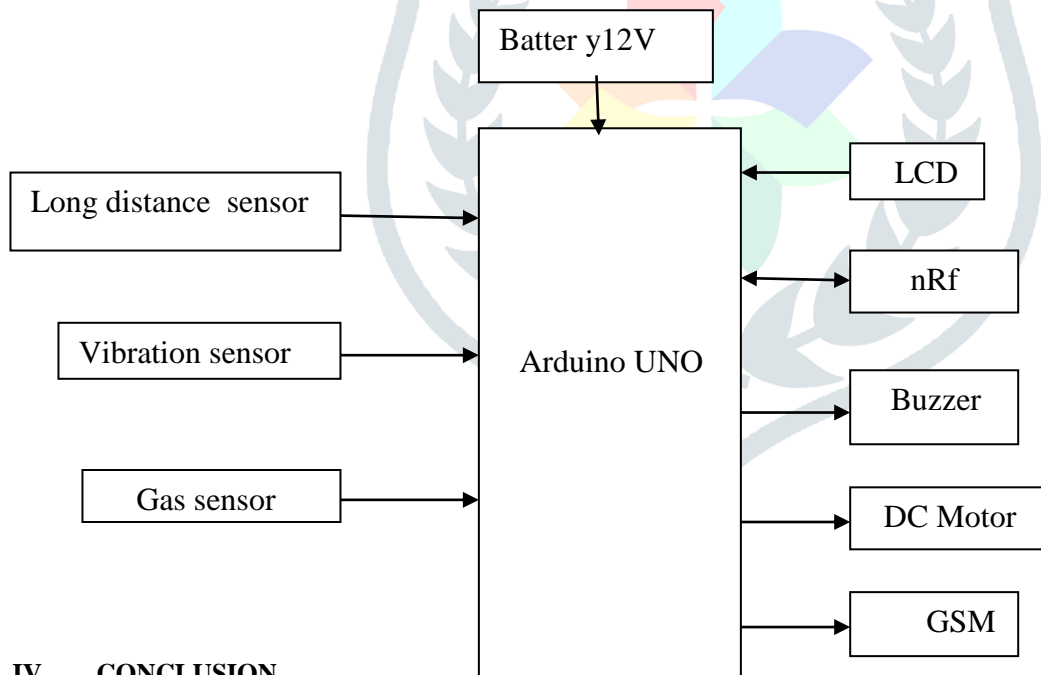 Batter y12V
LCD
Long distance  sensor
nRf
Vibration sensor
Arduino UNO
Buzzer
Gas sensor
DC Motor
GSM
IV. CONCLUSION